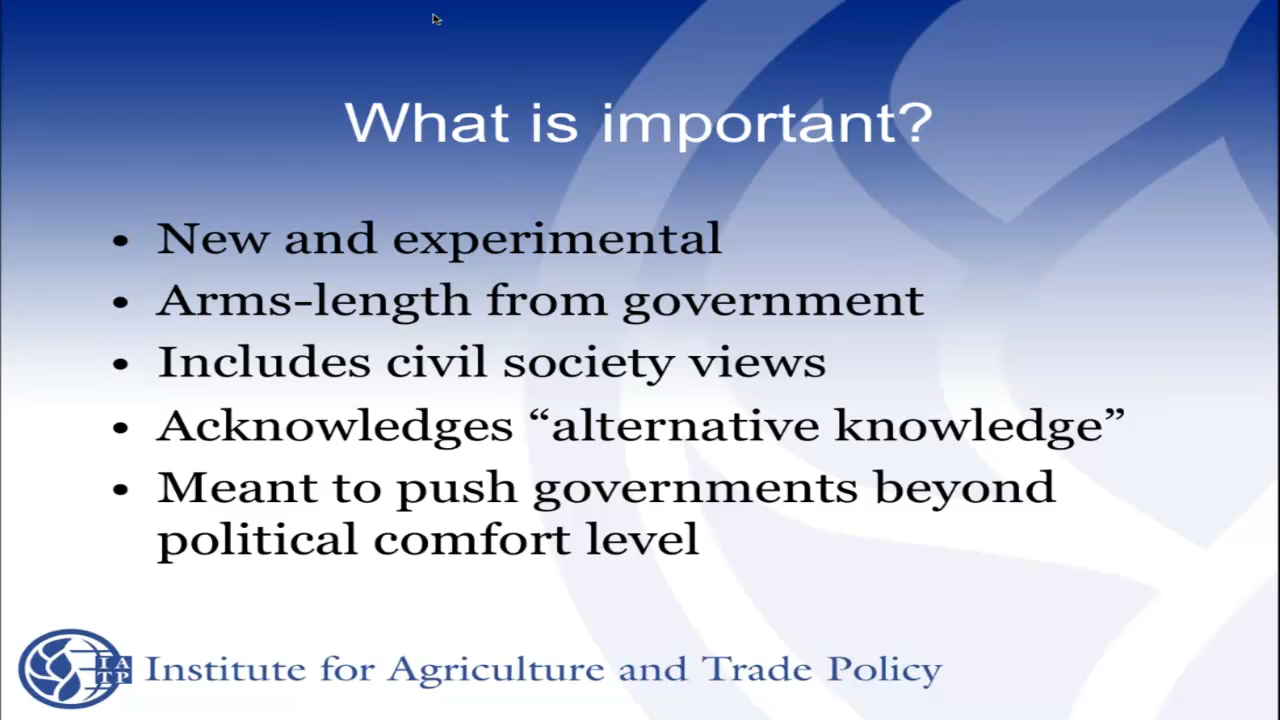 What is important?
• New and experimental
• Arms-length from government
• Includes civil society views
• Acknowledges “alternative knowledge”
• Meant to push governments beyond
political comfort level
I A
T P
Institute for Agriculture and Trade Policy